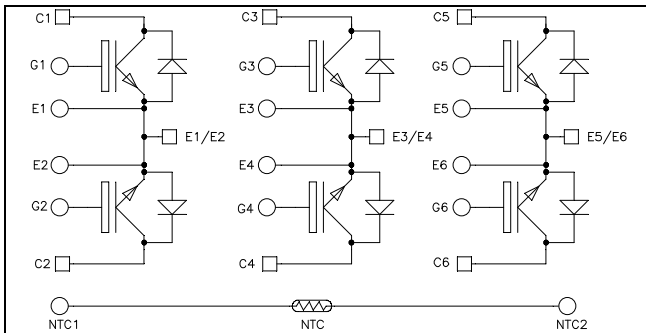 C1 C3 C5
G1 G3 G5
E1 E3 E5
E1/E2 E3/E4 E5/E6
E2 E4 E6
G2 G4 G6
C2 C4 C6
NTC1 NTC NTC2